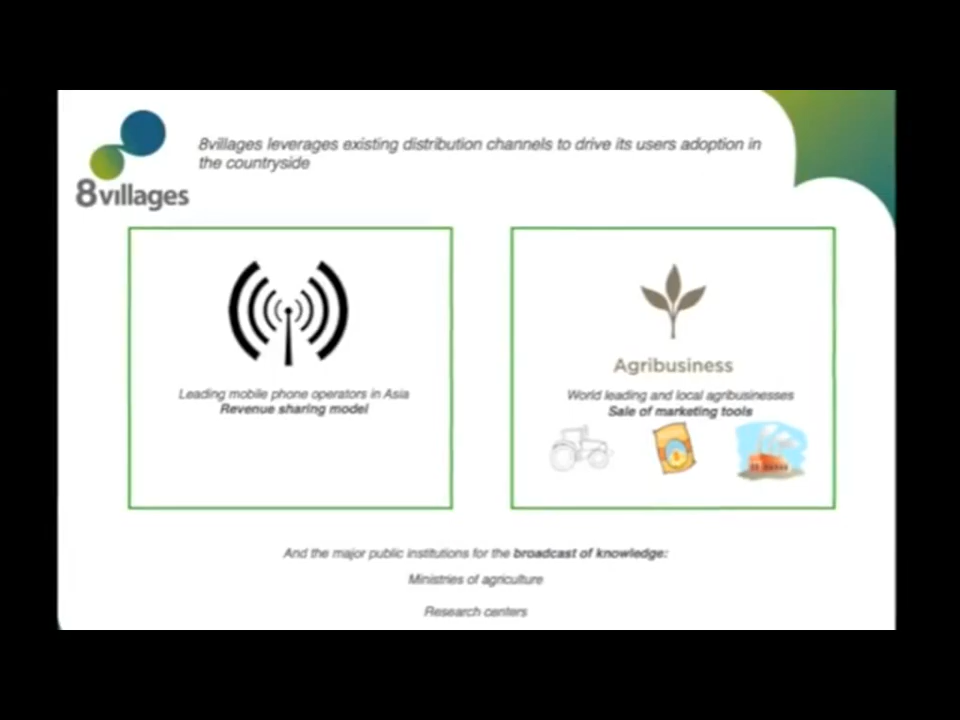 8villages
8villages leverages existing distribution channels to drive its users adoption in
the countryside
Leading mobile phone operators in Asia
Revenue sharing model
Agribusiness
World leading and local agribusinesses
Sale of marketing tools
And the major public institutions for the broadcast of knowledge:
Ministries of agriculture
Research centers